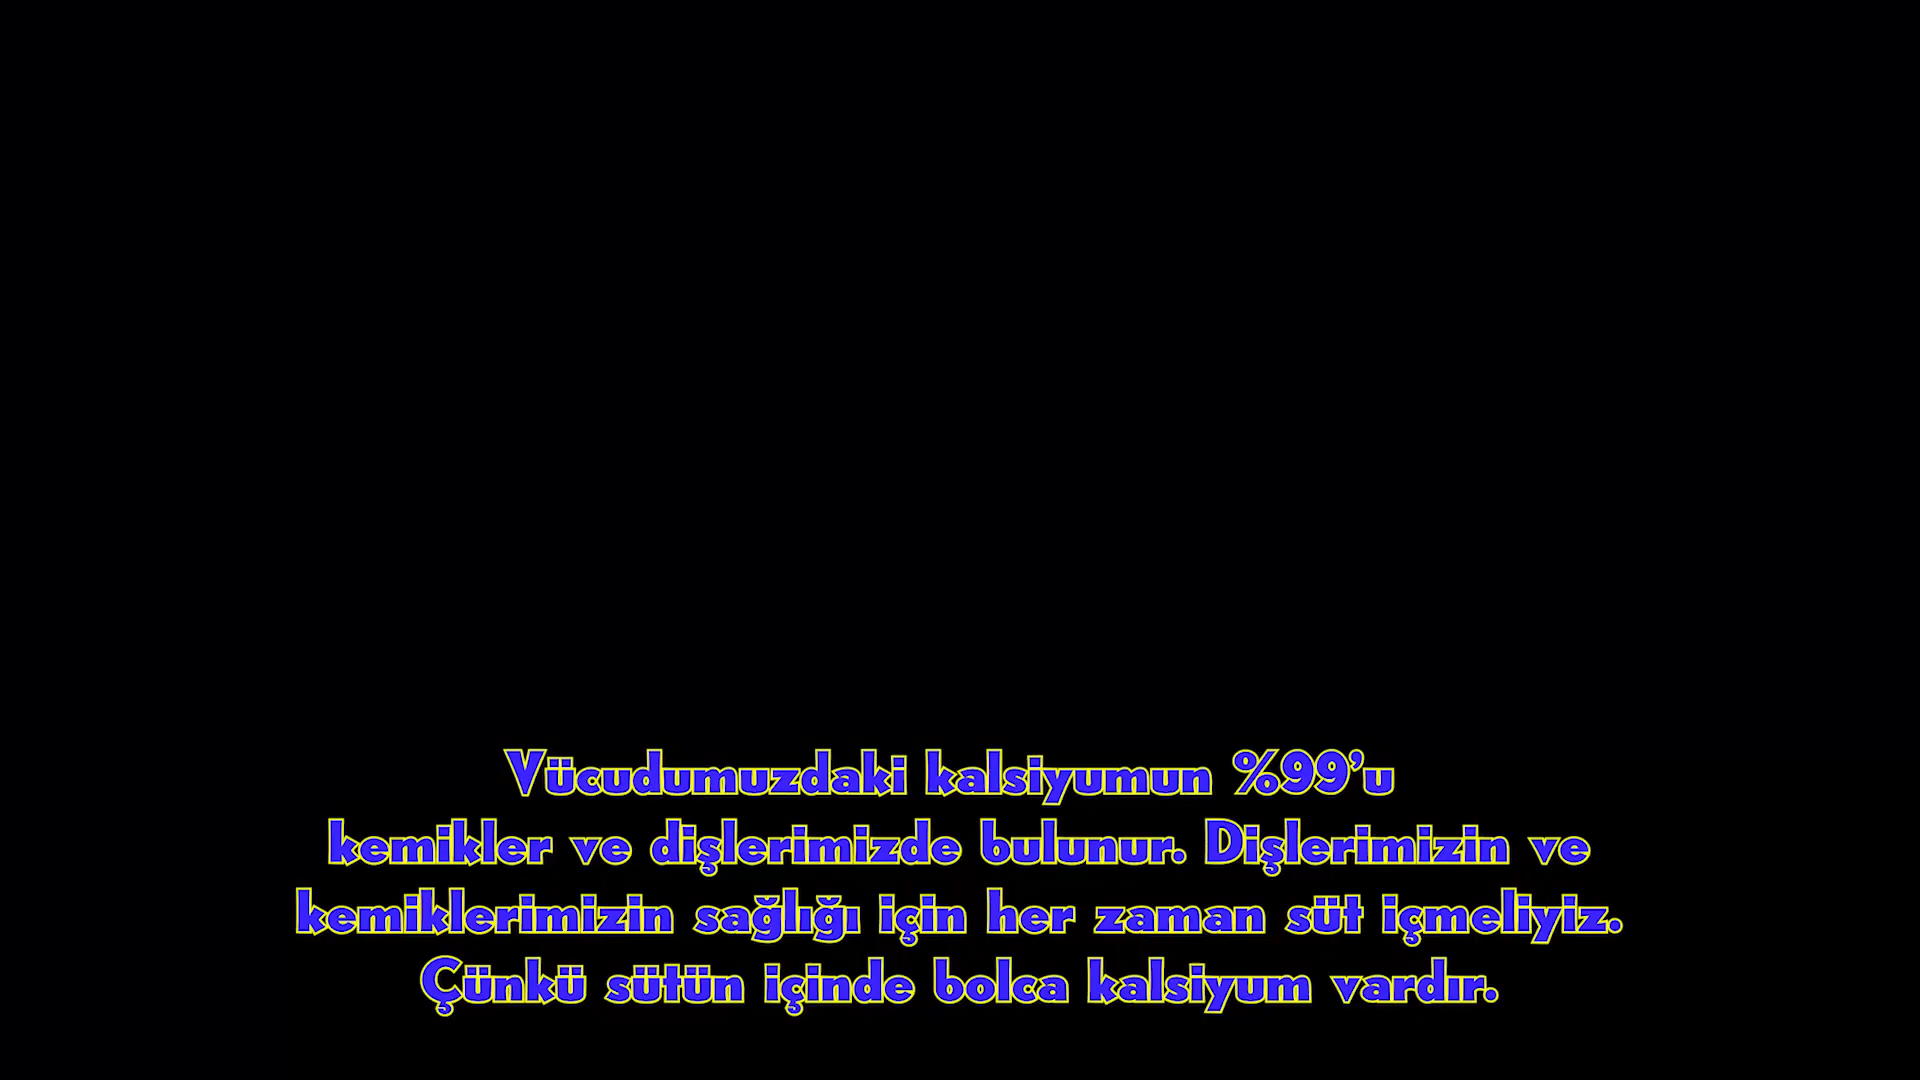 Vücudumuzdaki kalsiyumun %99’u
kemikler ve dişlerimizde bulunur. Dişlerimizin ve
kemiklerimizin sağlığı için her zaman süt içmeliyiz.
Çünkü sütün içinde bolca kalsiyum vardır.